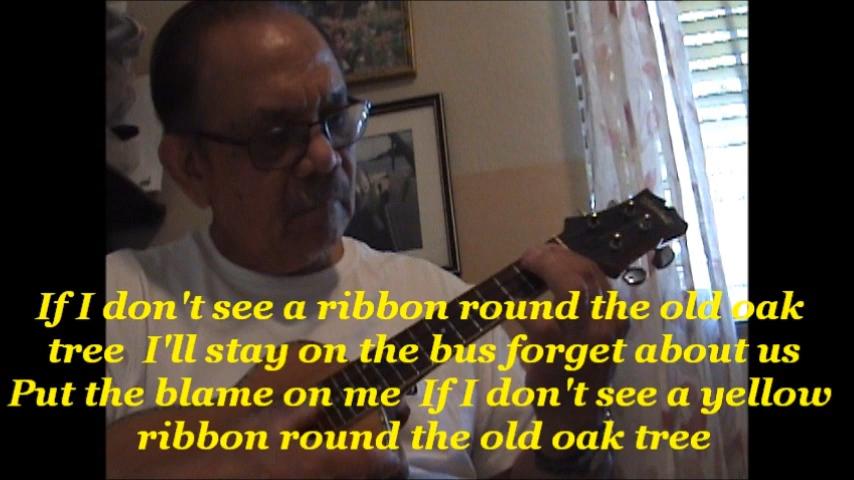 If I don't see a ribbon round the old oak
tree I'll stay on the bus forget about us
Put the blame on me If I don't see a yellow
ribbon round the old oak tree